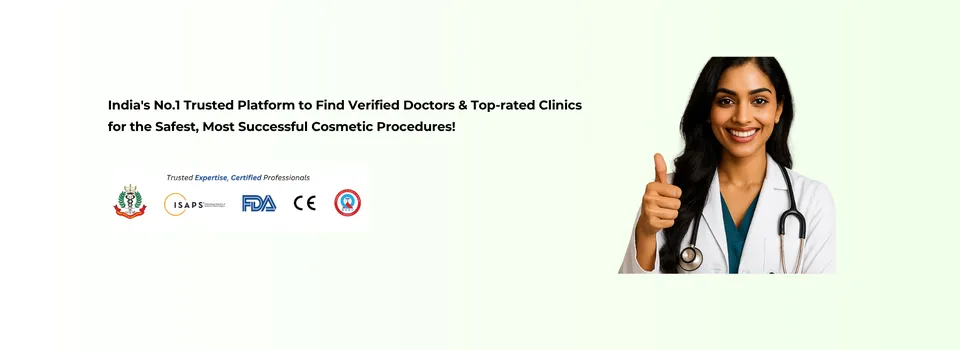 India's No.1 Trusted Platform to Find Verified Doctors & Top-rated Clinics
for the Safest, Most Successful Cosmetic Procedures!
Trusted Expertise, Certified Professionals
ISAPS
FDA
CE